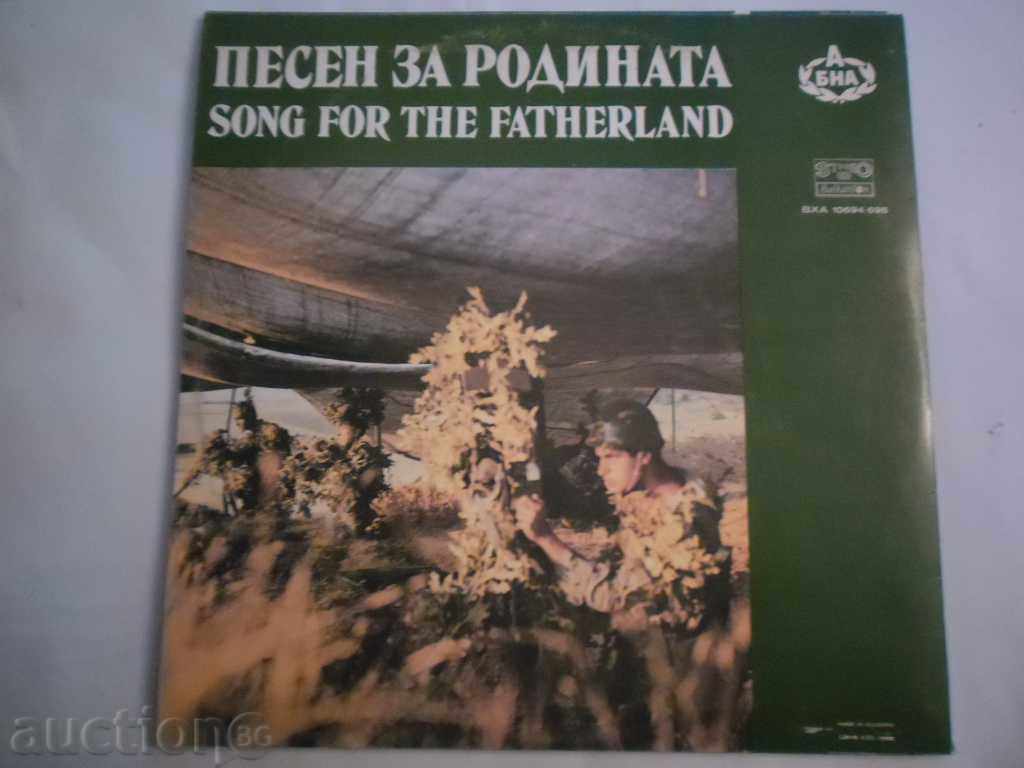 ПЕСЕН ЗА РОДИНАТА
SONG FOR THE FATHERLAND
А
БНА
STEREO
Balkanton
ВХА 10694/695
auction BG